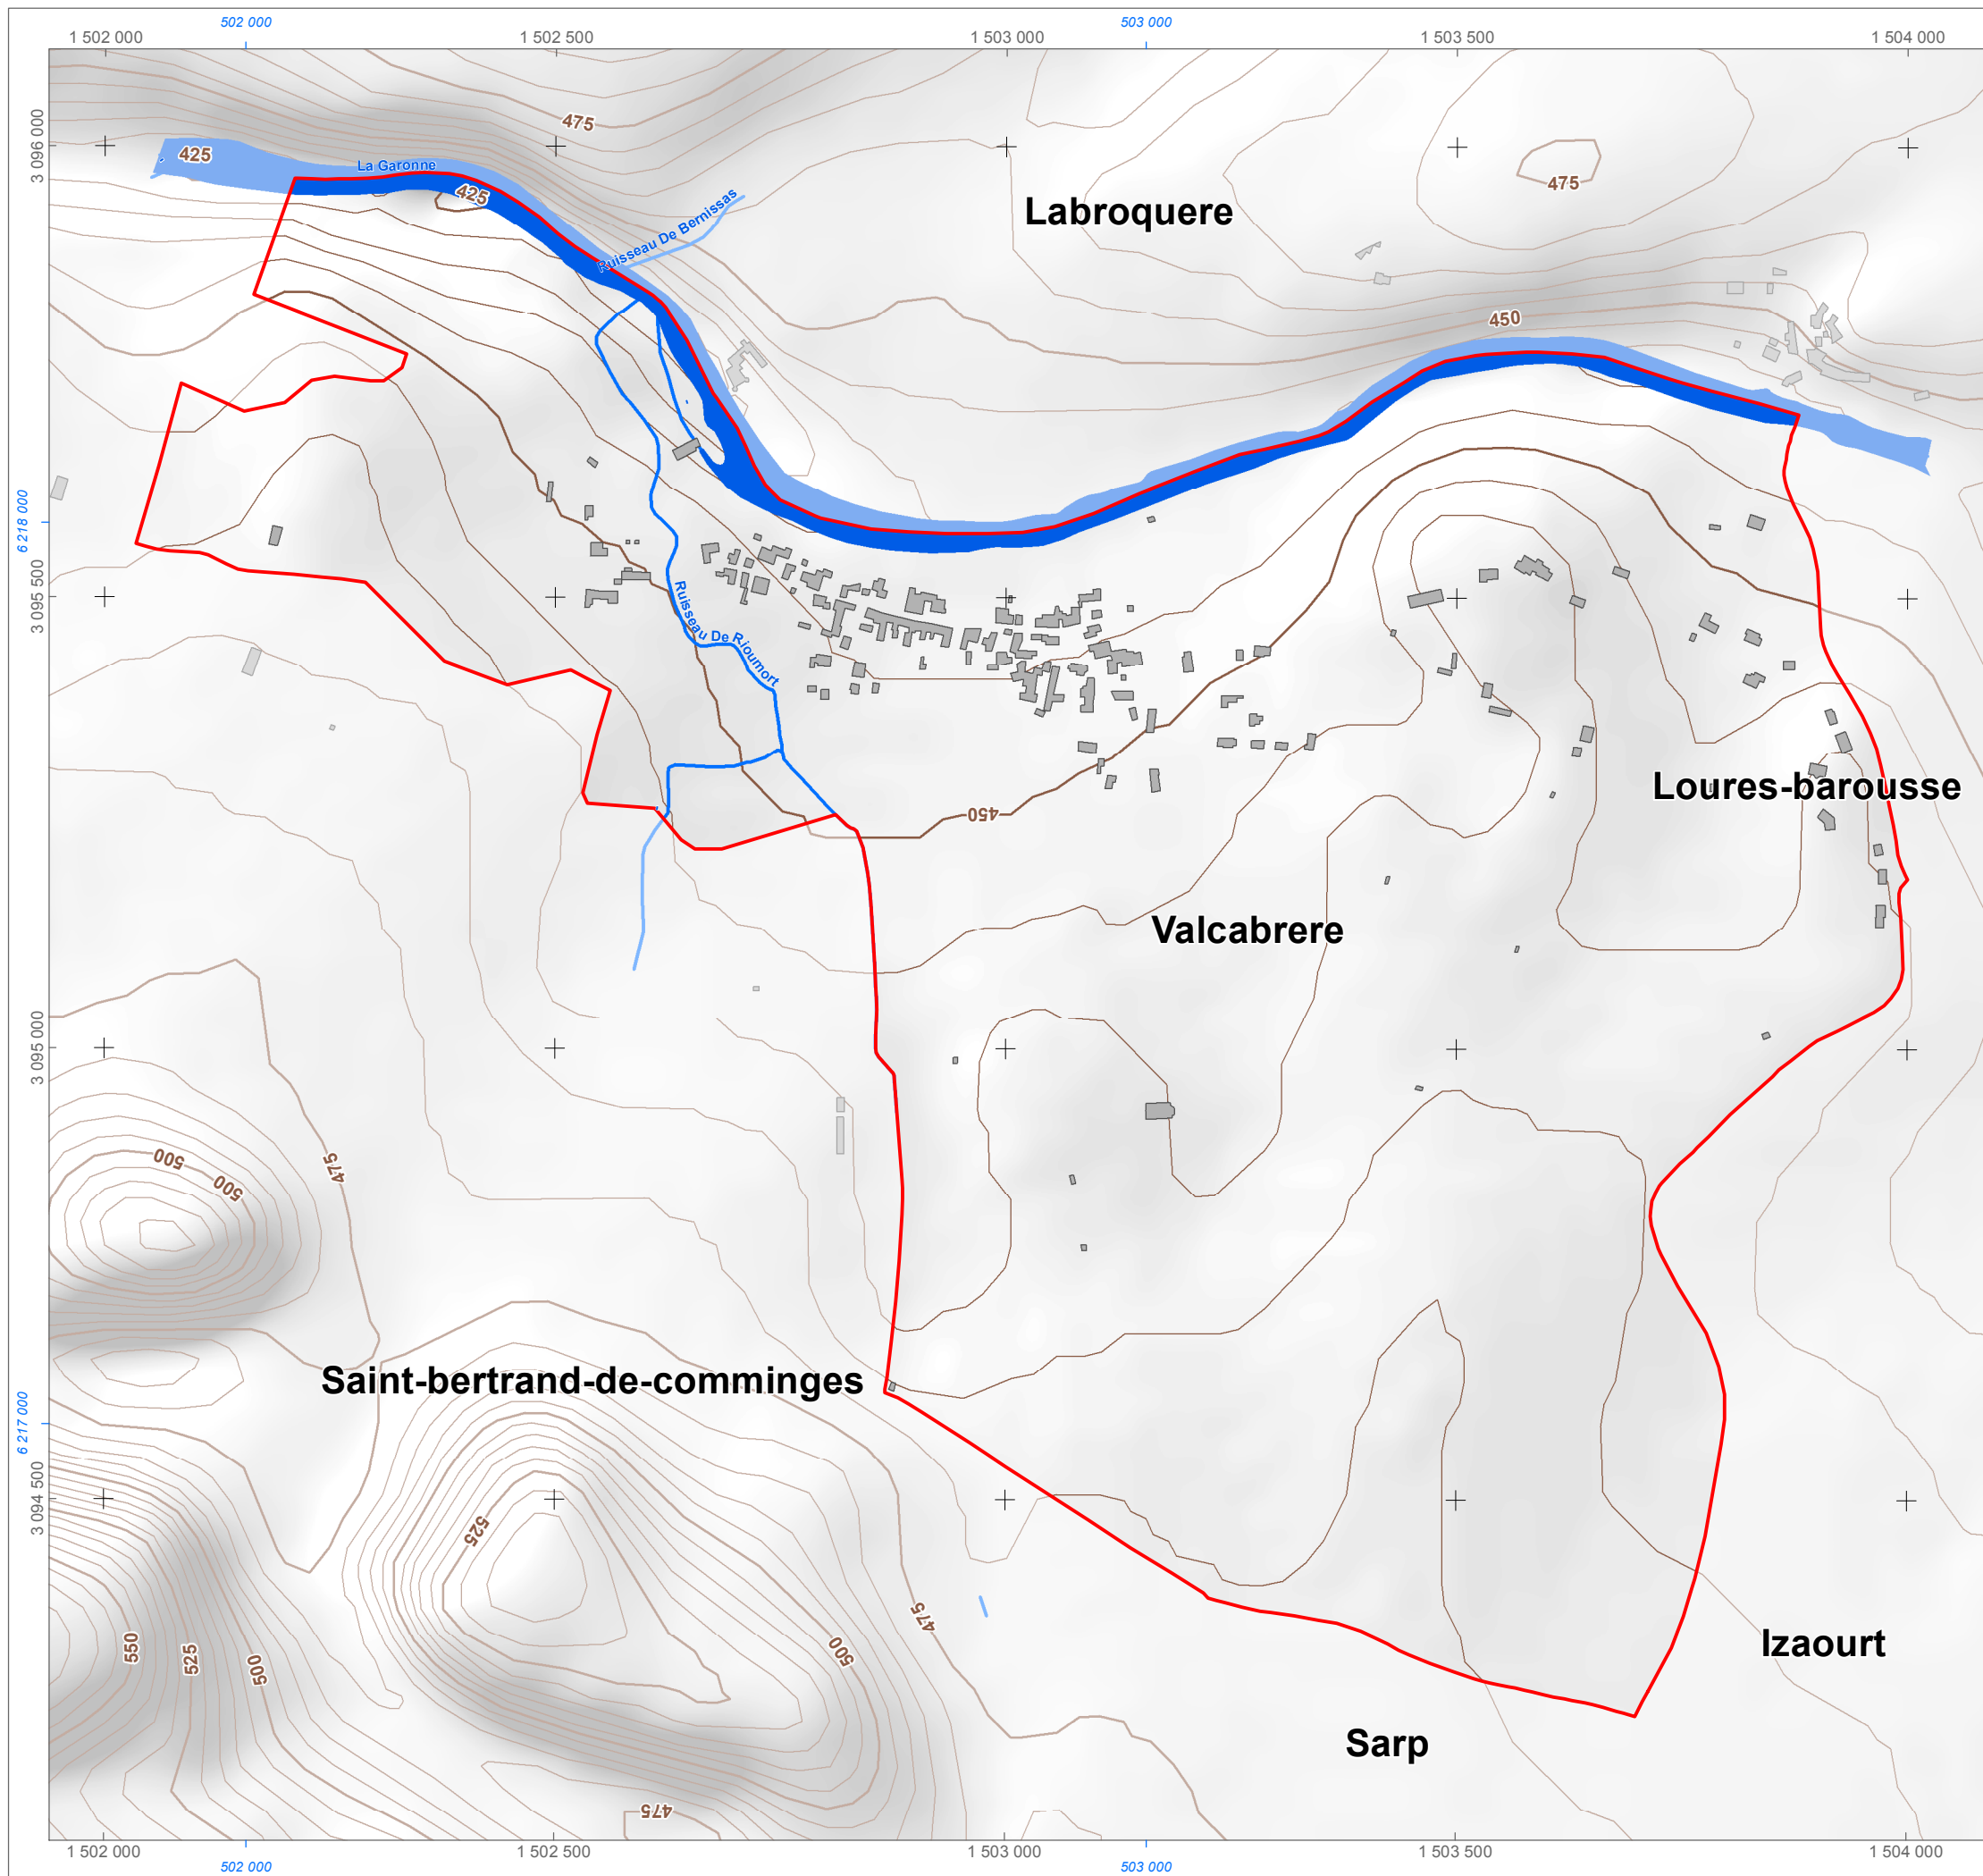 502 000
503 000
1 502 000
1 502 500
1 503 000
1 503 500
1 504 000
3 096 000
475
425
La Garonne
425
Ruisseau De Bernissas
Labroquere
475
450
6 218 000
3 095 500
Ruisseau De Rioumort
450
Loures-barousse
Valcabrere
3 095 000
500
500
475
Saint-bertrand-de-comminges
6 217 000
3 094 500
525
475
550
525
500
500
Izaourt
Sarp
475
1 502 000
1 502 500
1 503 000
1 503 500
1 504 000
502 000
503 000